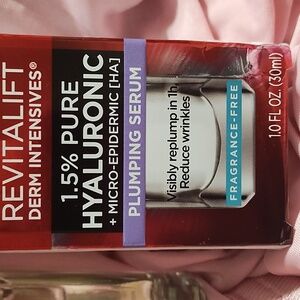 REVITALIFT
DERM INTENSIVES®
1.5% PURE
HYALURONIC
+ MICRO-EPIDERMIC [HA]
PLUMPING SERUM
Visibly replump in 1h
Reduce wrinkles
FRAGRANCE-FREE
1.0 FL OZ. (30ml)